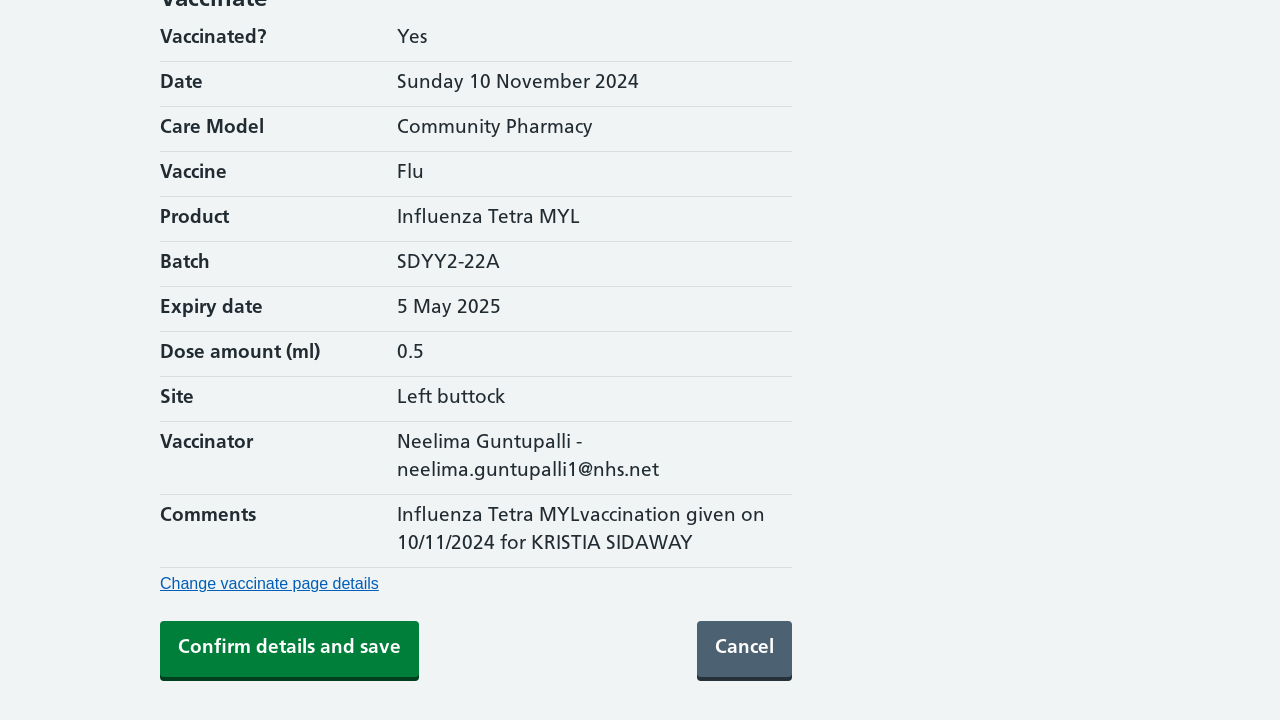 Vaccinate
Vaccinated? Yes
Date Sunday 10 November 2024
Care Model Community Pharmacy
Vaccine Flu
Product Influenza Tetra MYL
Batch SDYY2-22A
Expiry date 5 May 2025
Dose amount (ml) 0.5
Site Left buttock
Vaccinator Neelima Guntupalli -
neelima.guntupalli1@nhs.net
Comments Influenza Tetra MYLvaccination given on
10/11/2024 for KRISTIA SIDAWAY
Change vaccinate page details
Confirm details and save Cancel